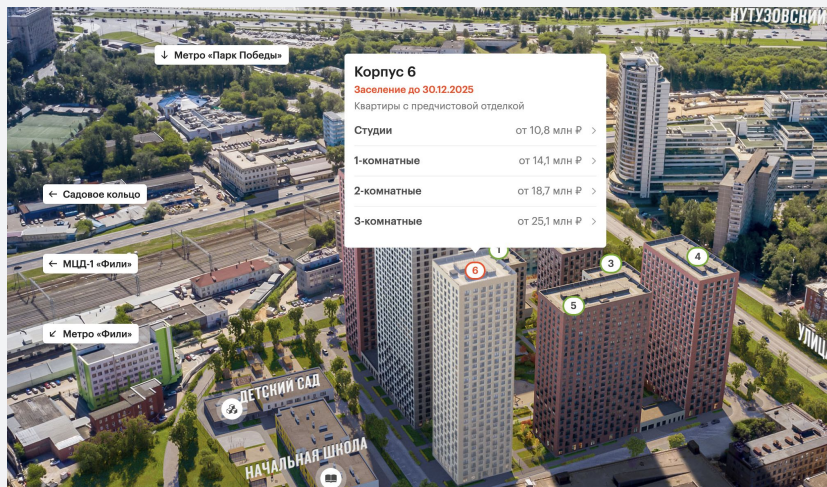 КУТУЗОВСКИЙ
↓ Метро «Парк Победы»
Корпус 6
Заселение до 30.12.2025
Квартиры с предчистовой отделкой
Студии от 10,8 млн ₽ >
1-комнатные от 14,1 млн ₽ >
2-комнатные от 18,7 млн ₽ >
3-комнатные от 25,1 млн ₽ >
← Садовое кольцо
← МЦД-1 «Фили»
↙ Метро «Фили»
1
6
3
4
5
УЛИЦ
ДЕТСКИЙ САД
НАЧАЛЬНАЯ ШКОЛА